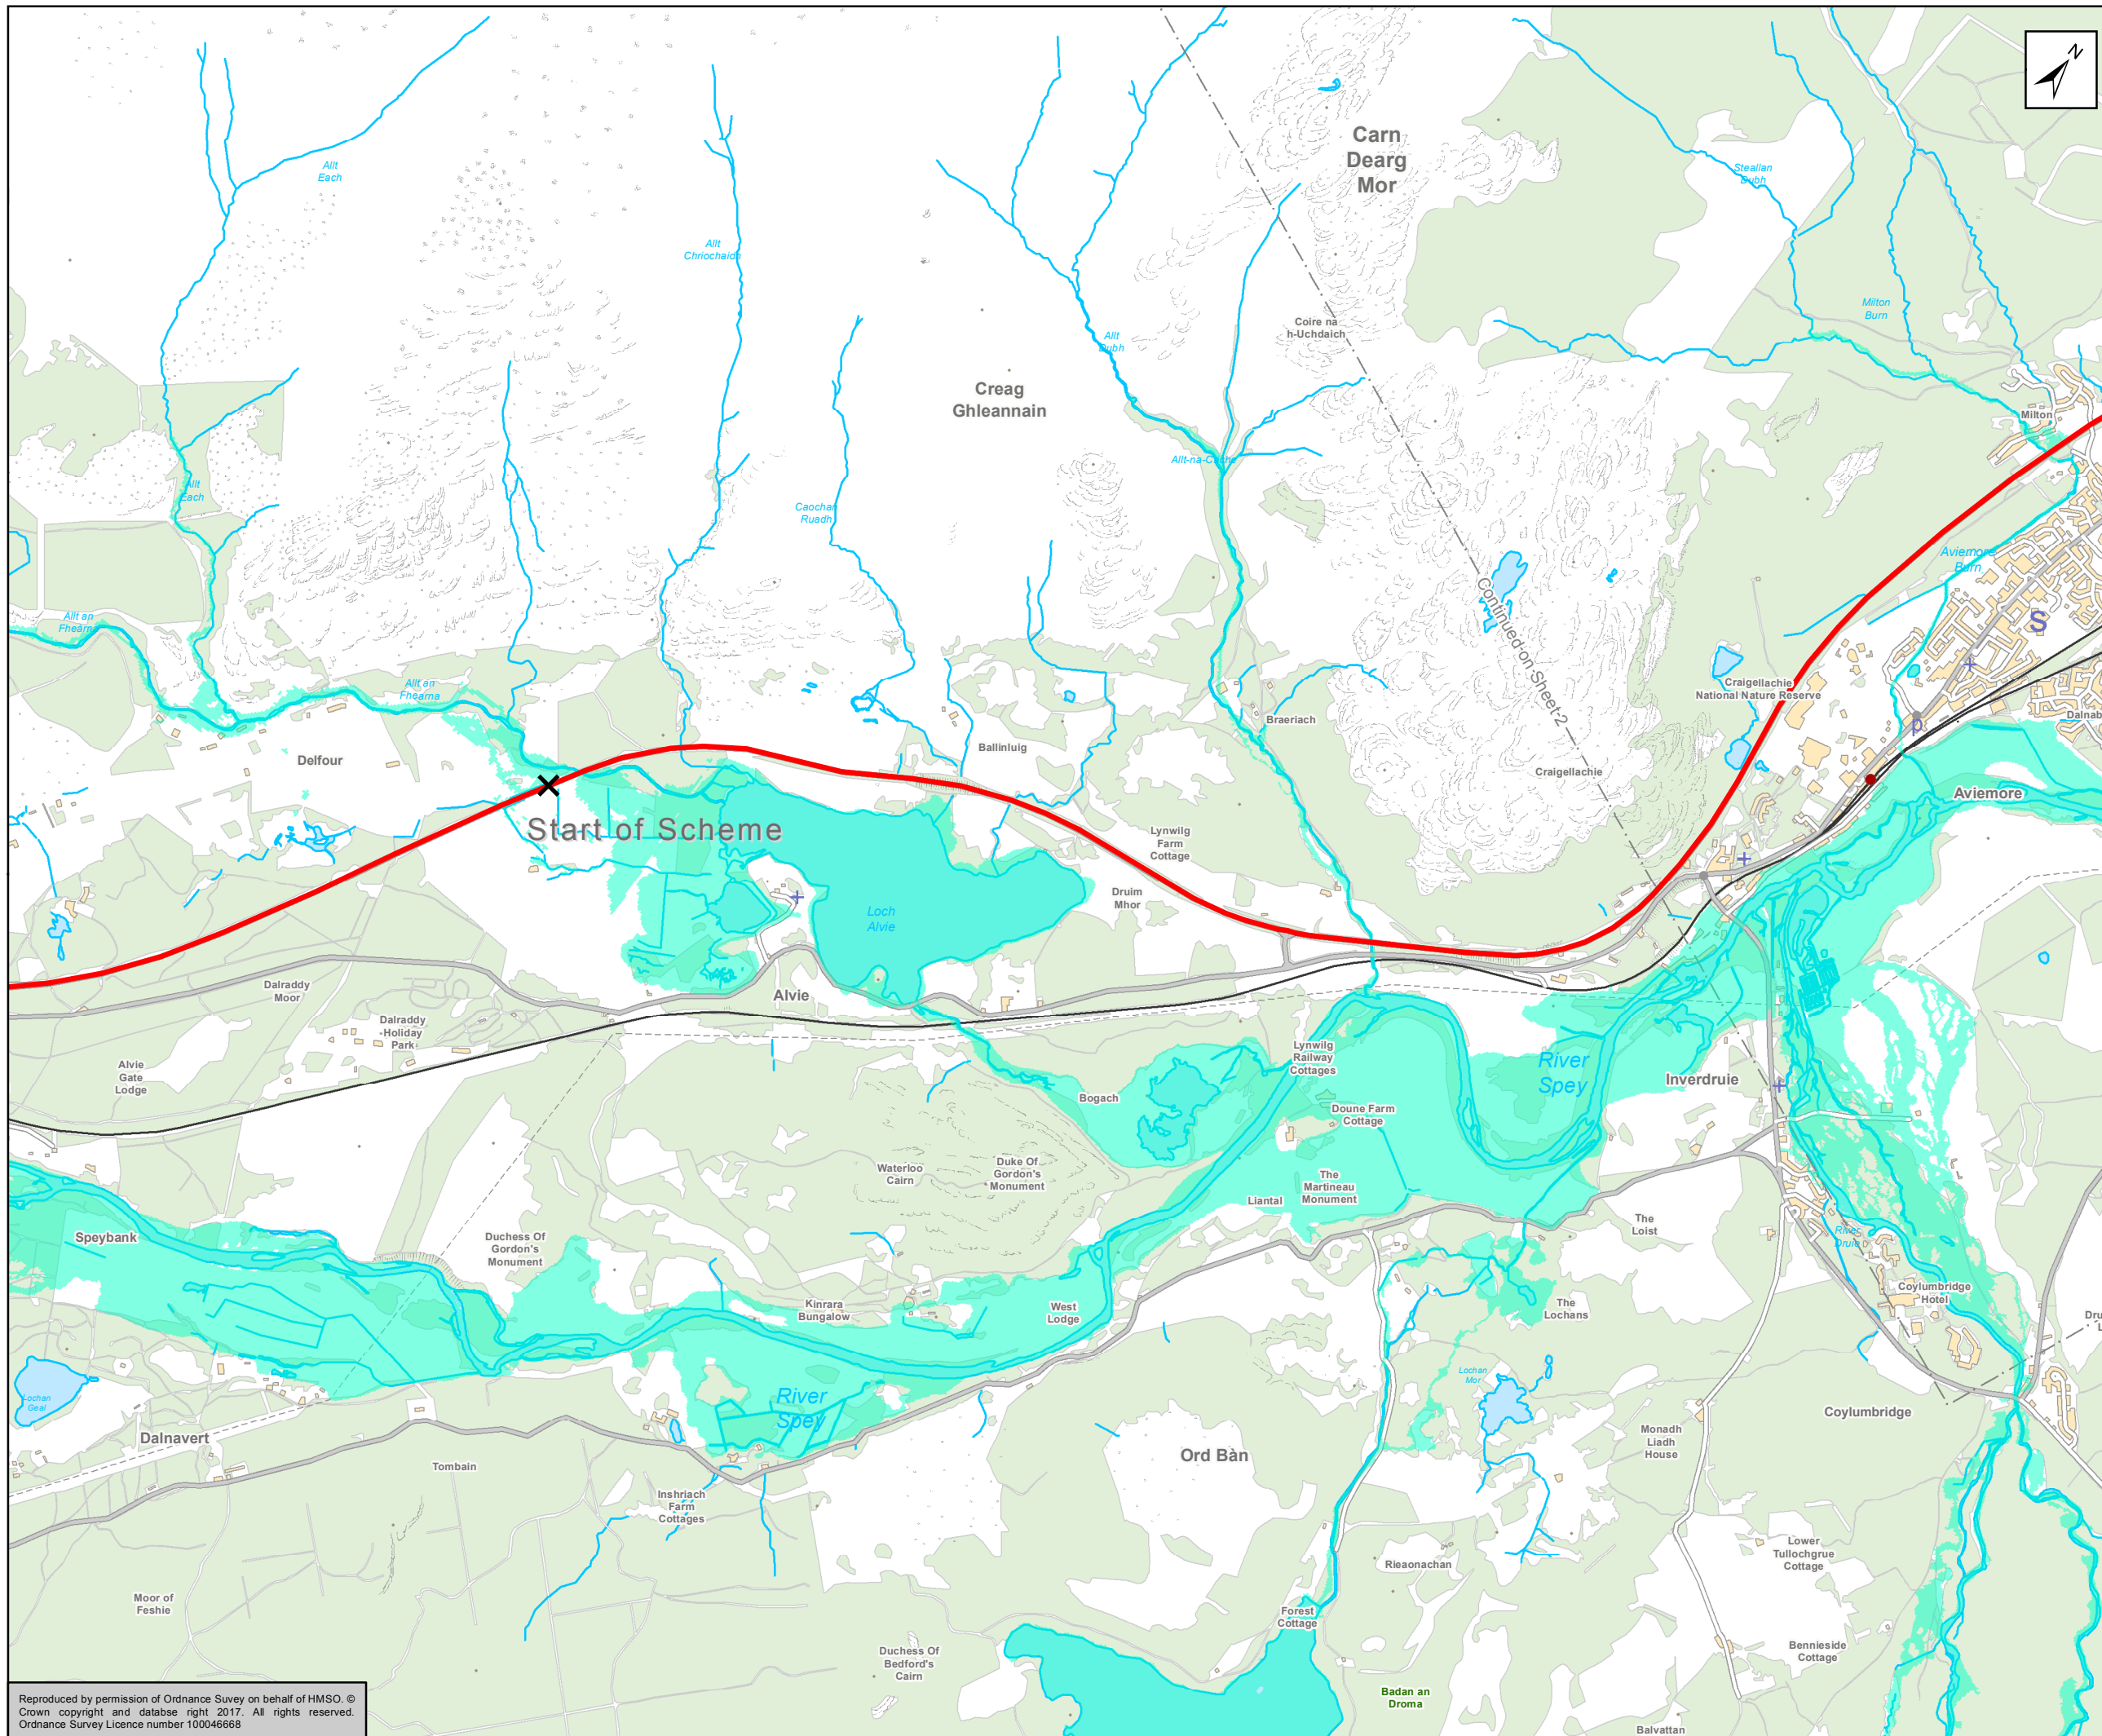 N
Carn
Dearg
Mor
Allt
Each
Steallan
Dubh
Allt
Chriochaidh
Milton
Burn
Coire na
h-Uchdaich
Allt
Dubh
Creag
Ghleannain
Milton
Allt-na-Criche
Allt
Each
Caochan
Ruadh
Aviemore
Burn
Continued on Sheet 2
S
Allt an
Fhearna
Allt an
Fhearna
Craigellachie
National Nature Reserve
Braeriach
Dalnab
P
Ballinluig
Delfour
Craigellachie
Aviemore
Start of Scheme
Lynwilg
Farm
Cottage
Druim
Mhor
Loch
Alvie
Dalraddy
Moor
Alvie
Dalraddy
Holiday
Park
Alvie
Gate
Lodge
Lynwilg
Railway
Cottages
River
Spey
Inverdruie
Bogach
Doune Farm
Cottage
Waterloo
Cairn
Duke Of
Gordon's
Monument
The
Martineau
Monument
Liantal
The
Loist
River
Druie
Speybank
Duchess Of
Gordon's
Monument
Coylumbridge
Hotel
Kinrara
Bungalow
West
Lodge
The
Lochans
Dru
L
Lochan
Geal
River
Spey
Lochan
Mor
Coylumbridge
Dalnavert
Monadh
Liadh
House
Ord Bàn
Tombain
Inshriach
Farm
Cottages
Lower
Tullochgrue
Cottage
Rieaonachan
Moor of
Feshie
Forest
Cottage
Bennieside
Cottage
Duchess Of
Bedford's
Cairn
Badan an
Droma
Balvattan
Reproduced by permission of Ordnance Suvey on behalf of HMSO. ©
Crown copyright and databse right 2017. All rights reserved.
Ordnance Survey Licence number 100046668